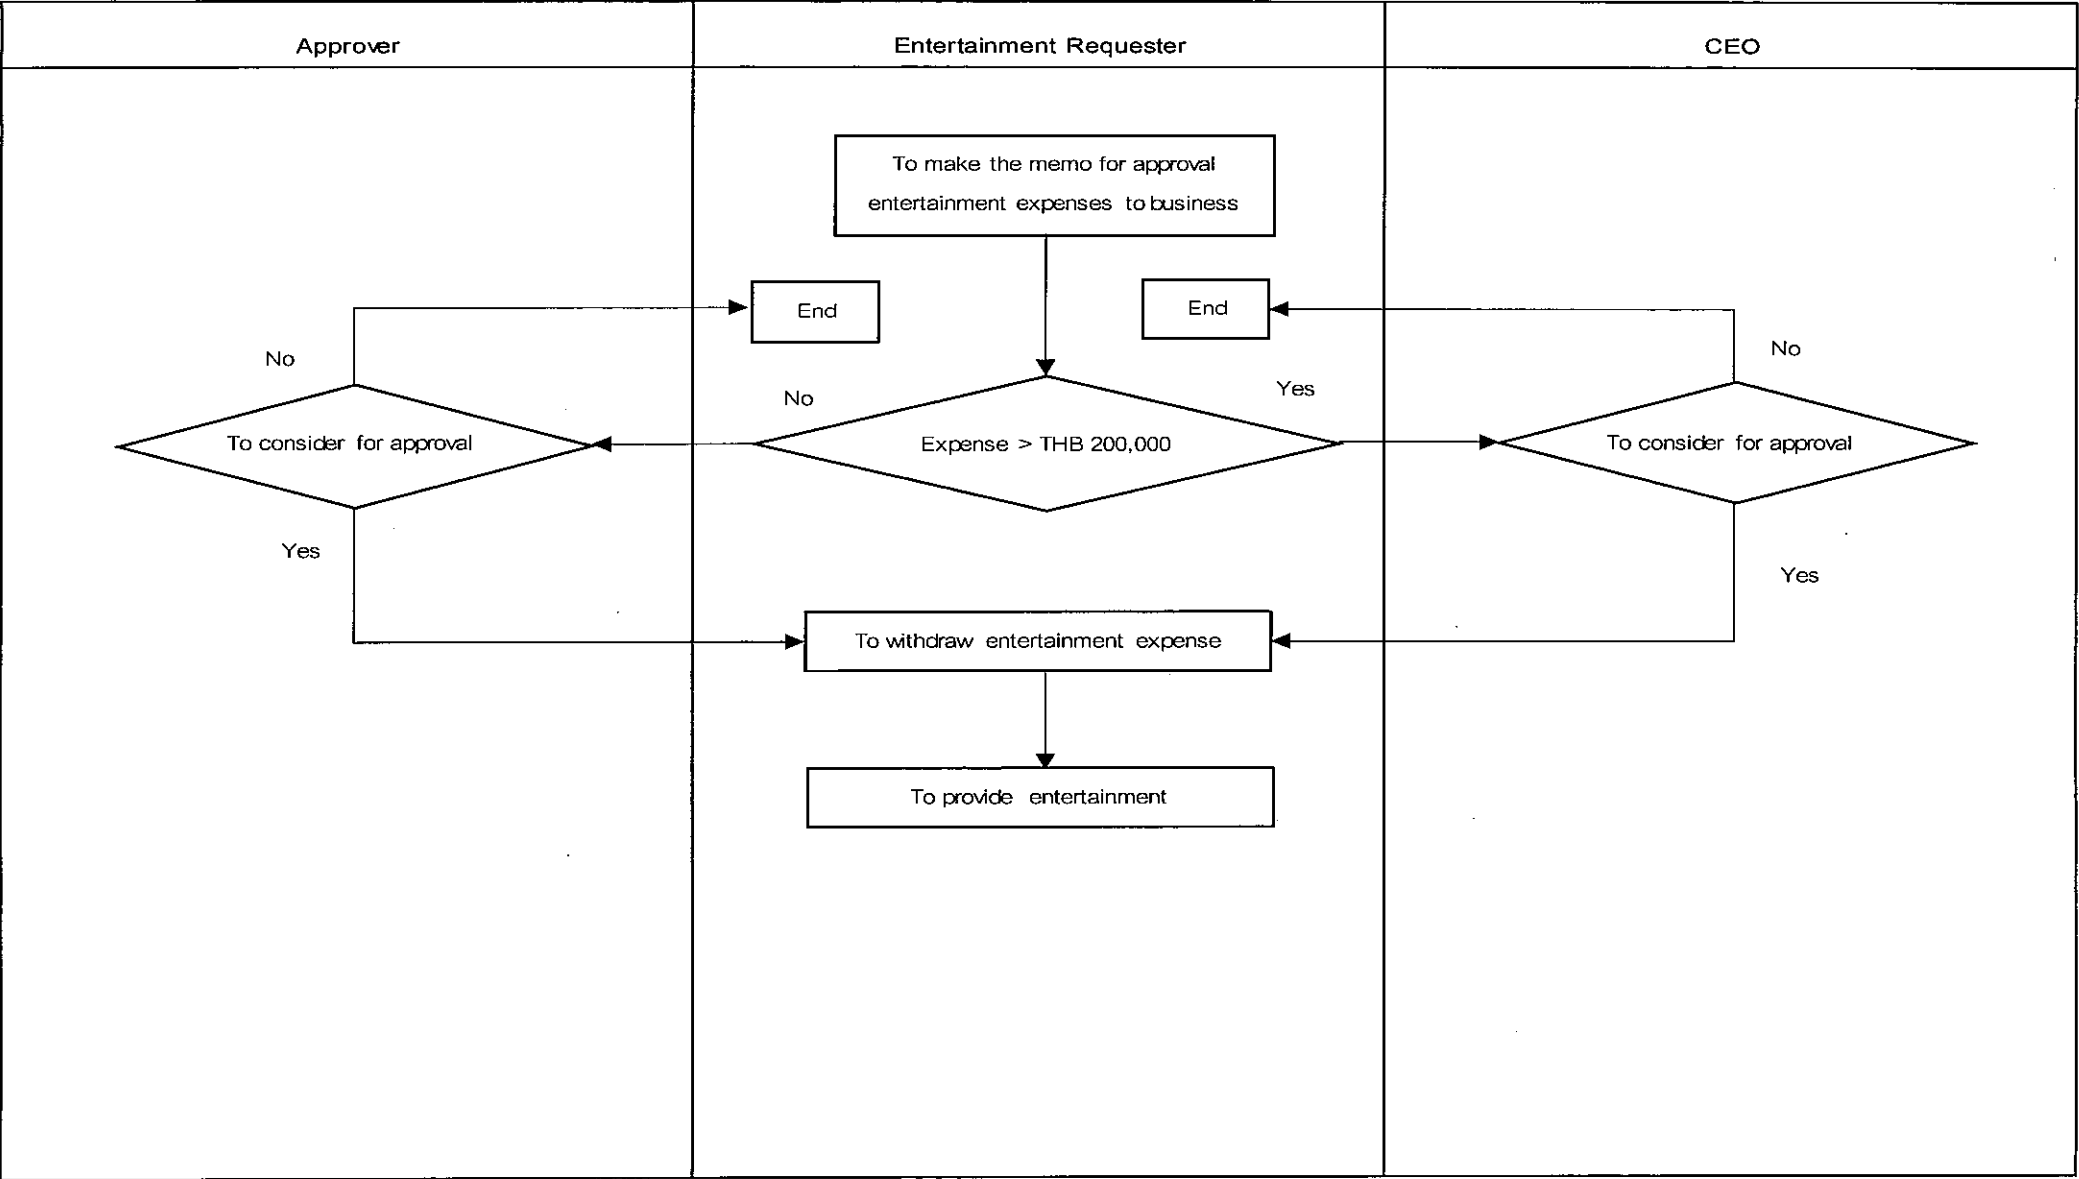 Approver
Entertainment Requester
CEO
To make the memo for approval
entertainment expenses to business
End
End
No
No
No
Yes
To consider for approval
Expense > THB 200,000
To consider for approval
Yes
Yes
To withdraw entertainment expense
To provide entertainment